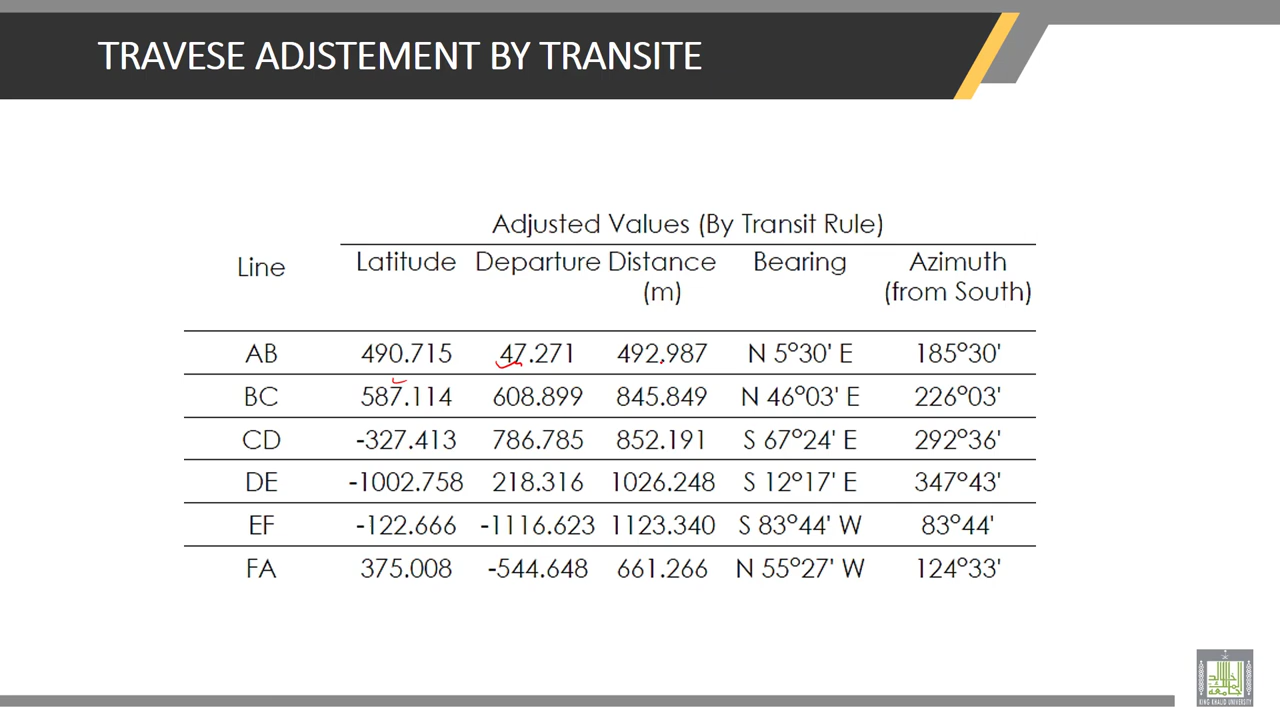 TRAVESE ADJSTEMENT BY TRANSITE
Adjusted Values (By Transit Rule)
Line Latitude Departure Distance (m) Bearing Azimuth (from South)
AB 490.715 47.271 492.987 N 5°30' E 185°30'
BC 587.114 608.899 845.849 N 46°03' E 226°03'
CD -327.413 786.785 852.191 S 67°24' E 292°36'
DE -1002.758 218.316 1026.248 S 12°17' E 347°43'
EF -122.666 -1116.623 1123.340 S 83°44' W 83°44'
FA 375.008 -544.648 661.266 N 55°27' W 124°33'
KING KHALID UNIVERSITY